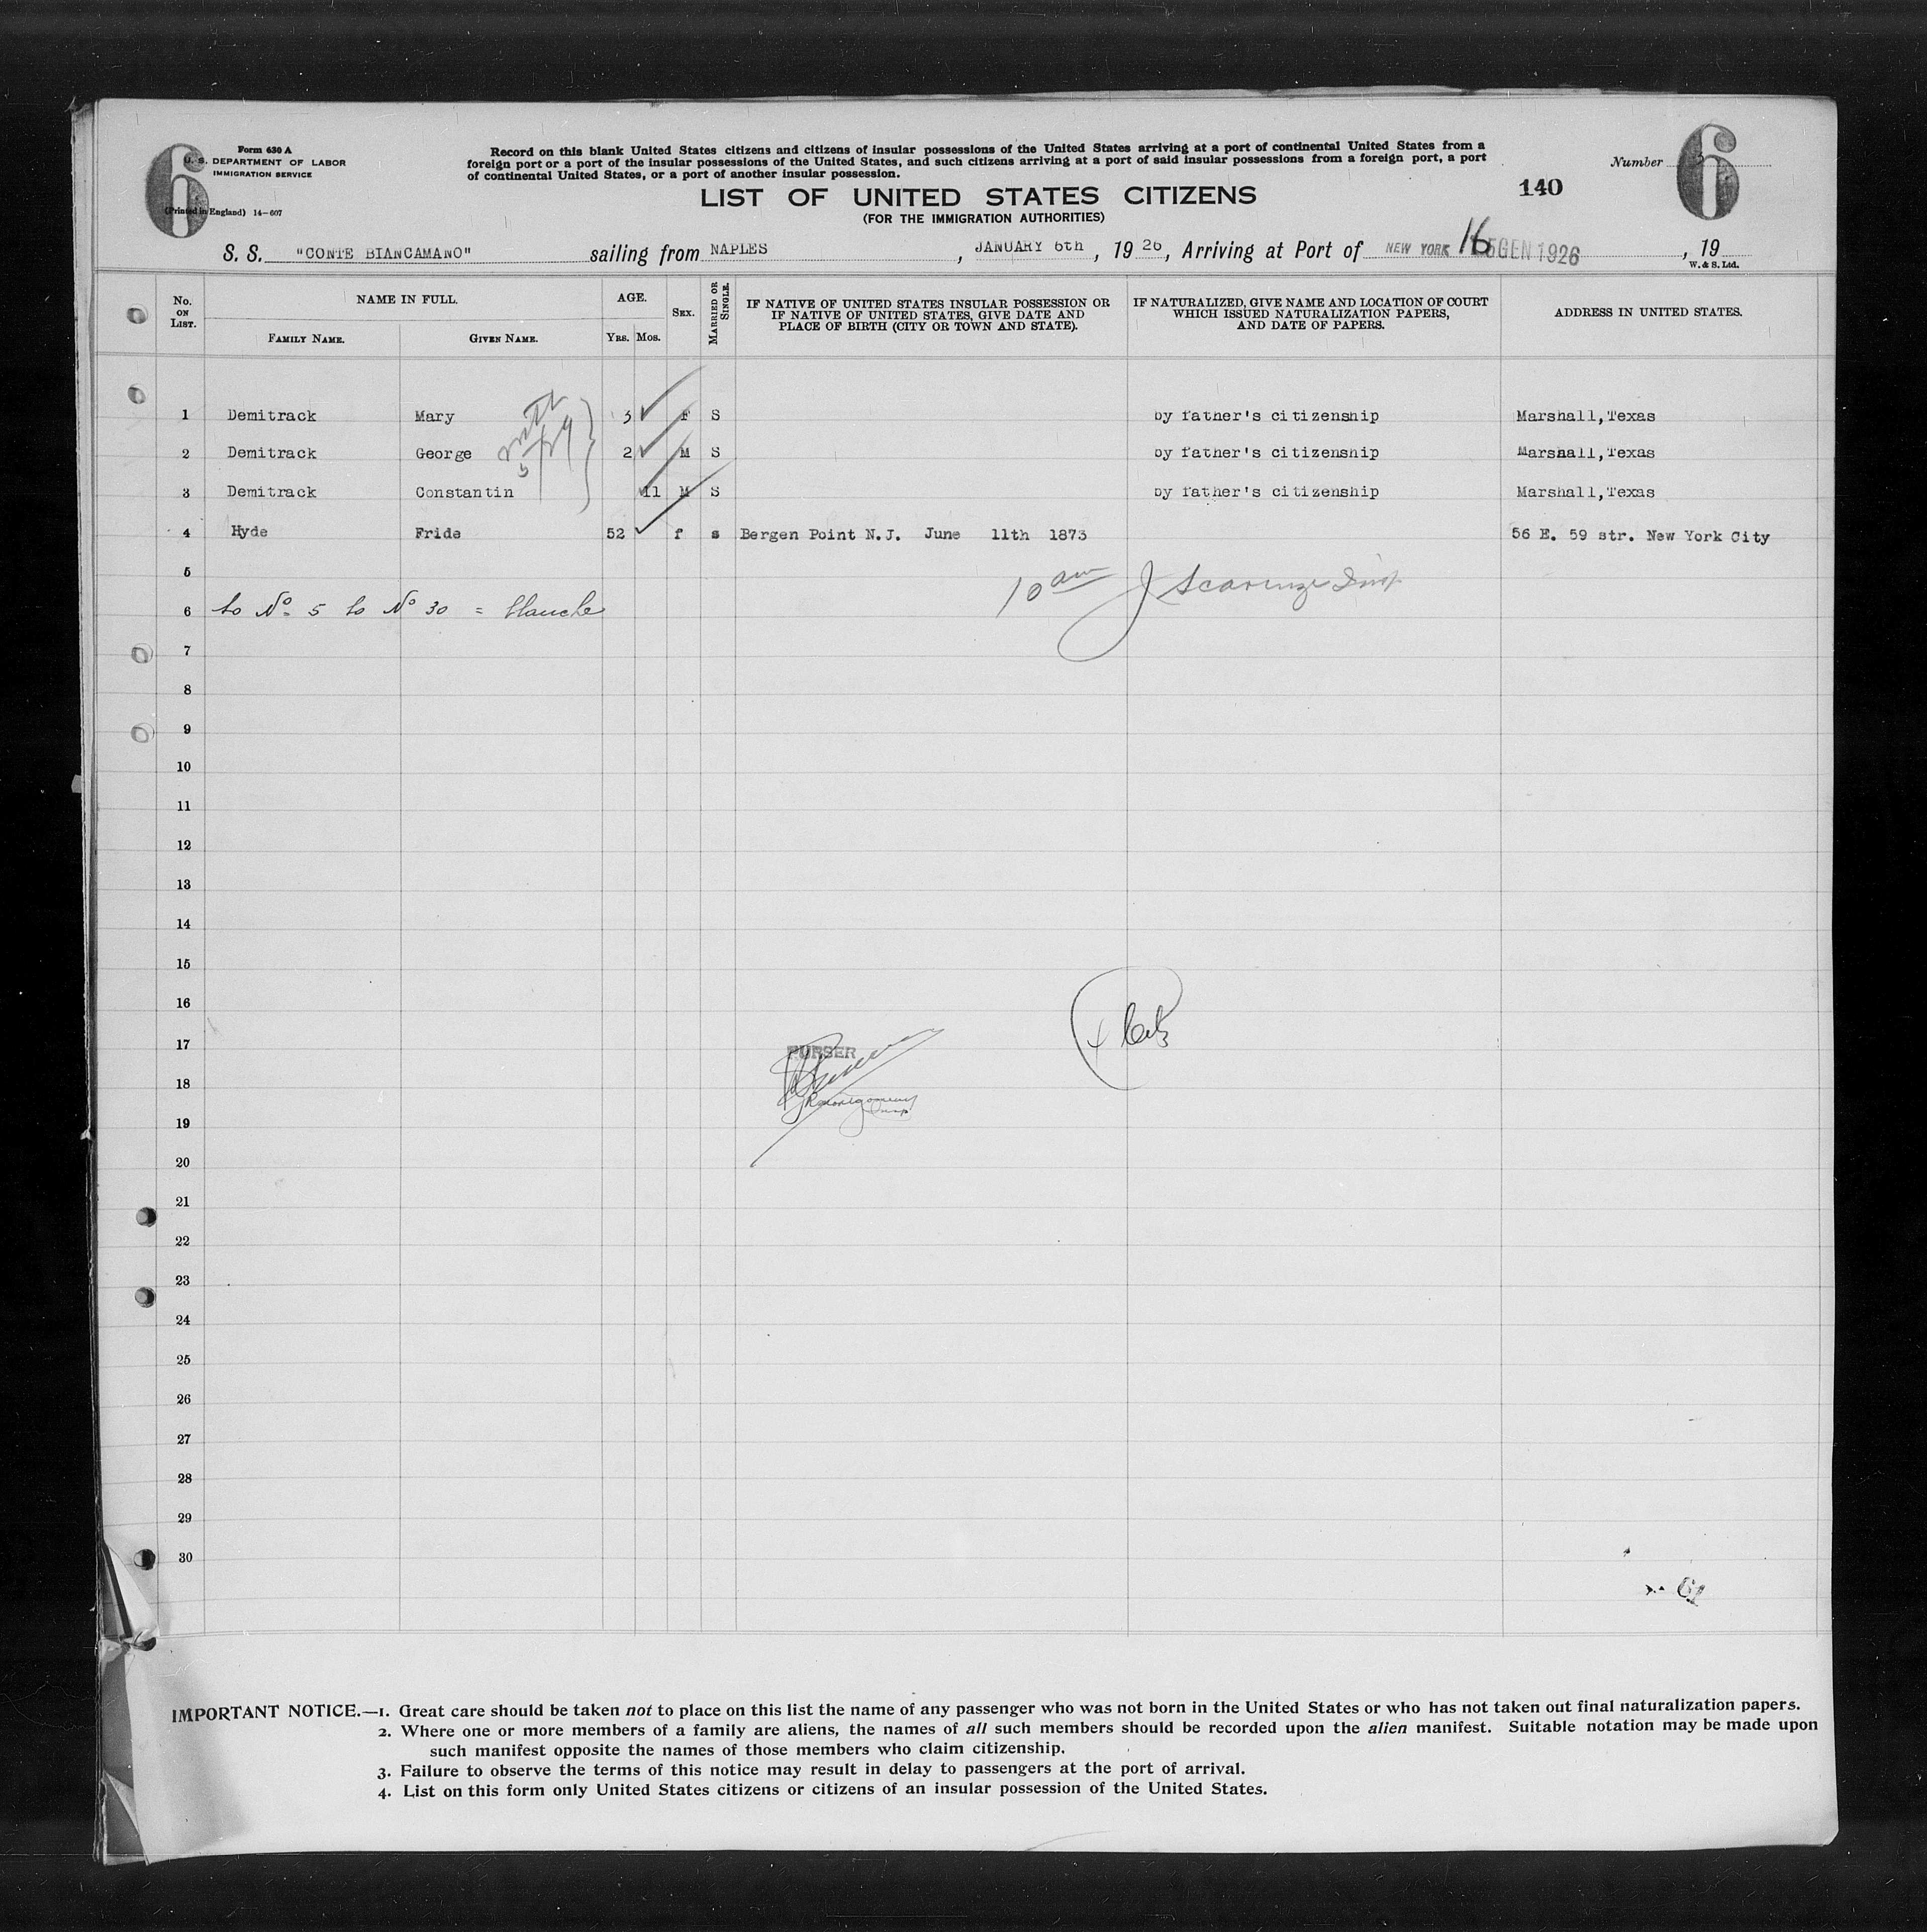 6
Form 630 A
U. S. DEPARTMENT OF LABOR
IMMIGRATION SERVICE
(Printed in England) 14—607
Record on this blank United States citizens and citizens of insular possessions of the United States arriving at a port of continental United States from a
foreign port or a port of the insular possessions of the United States, and such citizens arriving at a port of said insular possessions from a foreign port, a port
of continental United States, or a port of another insular possession.
LIST OF UNITED STATES CITIZENS
(FOR THE IMMIGRATION AUTHORITIES)
140
Number 3
6
S. S. "CONTE BIANCAMANO" sailing from NAPLES, JANUARY 6th, 1926, Arriving at Port of NEW YORK 16 GEN 1926, 19
W. & S. Ltd.
No. ON LIST. NAME IN FULL. FAMILY NAME. GIVEN NAME. AGE. YRS. MOS. SEX. MARRIED OR SINGLE. IF NATIVE OF UNITED STATES INSULAR POSSESSION OR IF NATIVE OF UNITED STATES, GIVE DATE AND PLACE OF BIRTH (CITY OR TOWN AND STATE). IF NATURALIZED, GIVE NAME AND LOCATION OF COURT WHICH ISSUED NATURALIZATION PAPERS, AND DATE OF PAPERS. ADDRESS IN UNITED STATES.
1 Demitrack Mary 5 F S by father's citizenship Marshall,Texas
2 Demitrack George 2 M S by father's citizenship Marshall,Texas
3 Demitrack Constantin 11 M S by father's citizenship Marshall,Texas
with
4 Hyde Fride 52 f s Bergen Point N.J. June 11th 1873 56 E. 59 str. New York City
5
10 am J Scarinzi Insp
6 to No 5 to No 30 = blanche
7
8
9
10
11
12
13
14
15
16
17
PURSER
18
Montgomery
Insp
19
20
21
22
23
24
25
26
27
28
29
30
IMPORTANT NOTICE.—1. Great care should be taken not to place on this list the name of any passenger who was not born in the United States or who has not taken out final naturalization papers.
2. Where one or more members of a family are aliens, the names of all such members should be recorded upon the alien manifest. Suitable notation may be made upon
such manifest opposite the names of those members who claim citizenship.
3. Failure to observe the terms of this notice may result in delay to passengers at the port of arrival.
4. List on this form only United States citizens or citizens of an insular possession of the United States.